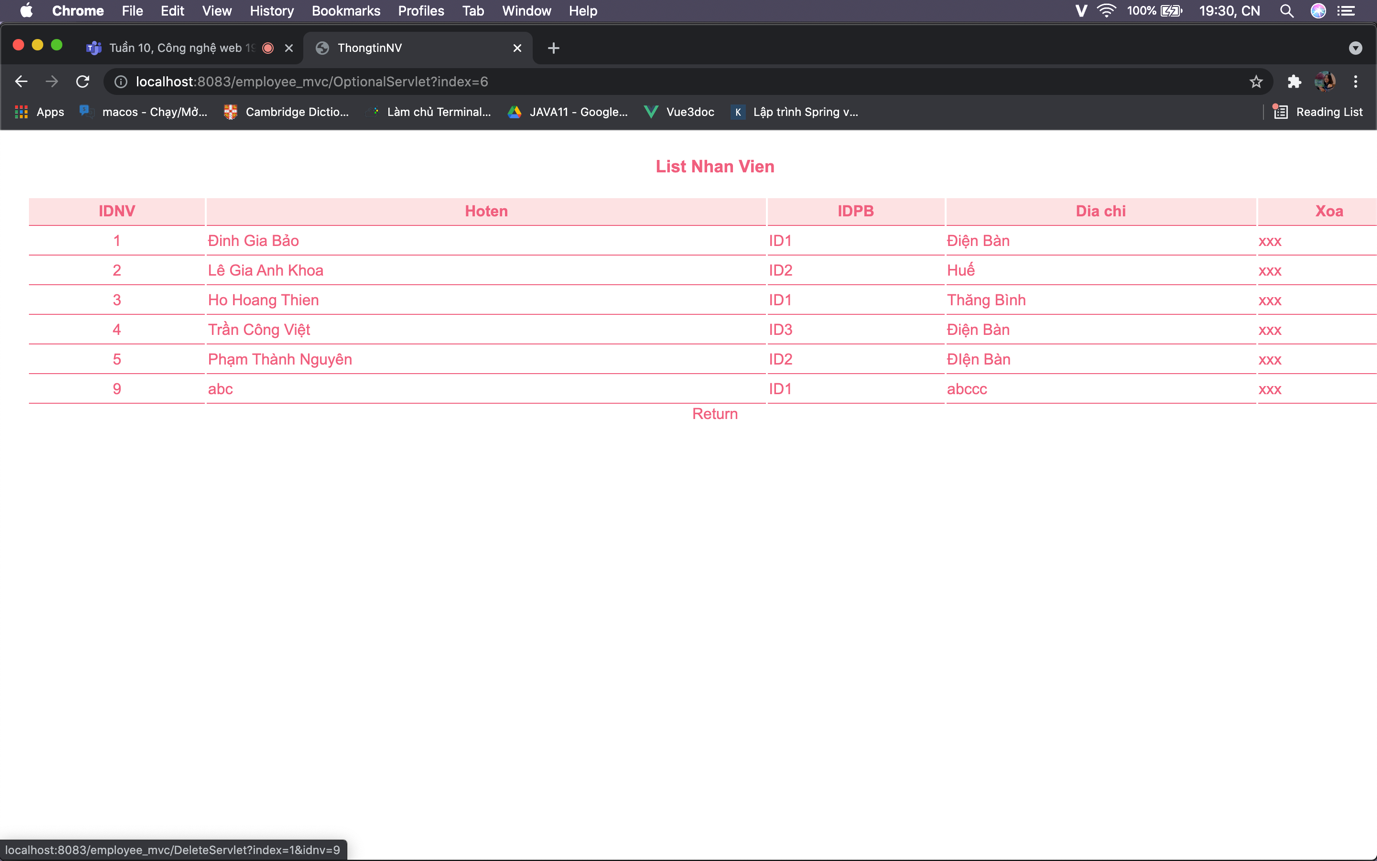 Chrome File Edit View History Bookmarks Profiles Tab Window Help V 100% 19:30, CN
Tuần 10, Công nghệ web 19 ThongtinNV
localhost:8083/employee_mvc/OptionalServlet?index=6
Apps macos - Chạy/Mở... Cambridge Dictio... Làm chủ Terminal... JAVA11 - Google... Vue3doc K Lập trình Spring v... Reading List
List Nhan Vien
IDNV Hoten IDPB Dia chi Xoa
1 Đinh Gia Bảo ID1 Điện Bàn xxx
2 Lê Gia Anh Khoa ID2 Huế xxx
3 Ho Hoang Thien ID1 Thăng Bình xxx
4 Trần Công Việt ID3 Điện Bàn xxx
5 Phạm Thành Nguyên ID2 ĐIện Bàn xxx
9 abc ID1 abccc xxx
Return
localhost:8083/employee_mvc/DeleteServlet?index=1&idnv=9